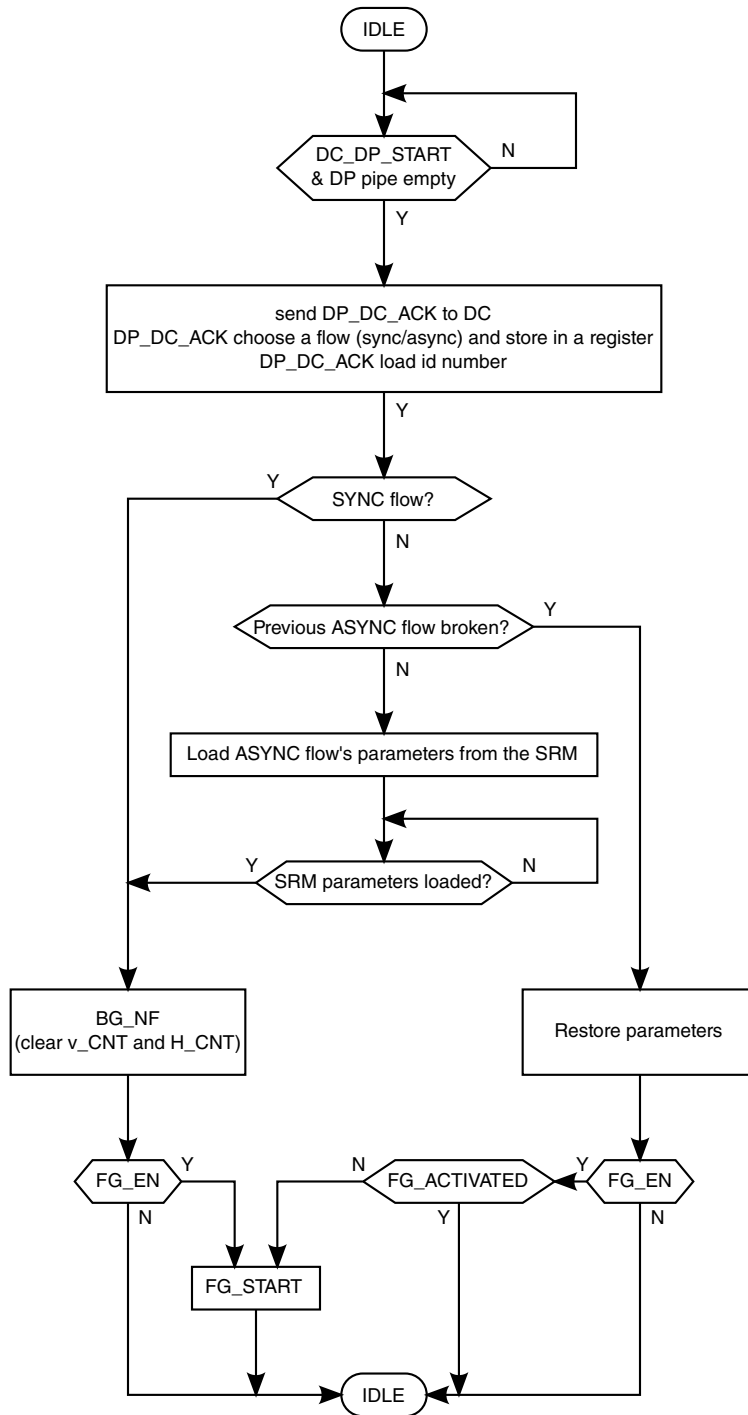 IDLE
DC_DP_START
& DP pipe empty
N
Y
send DP_DC_ACK to DC
DP_DC_ACK choose a flow (sync/async) and store in a register
DP_DC_ACK load id number
Y
Y
SYNC flow?
N
Previous ASYNC flow broken?
Y
N
Load ASYNC flow's parameters from the SRM
Y
SRM parameters loaded?
N
BG_NF
(clear v_CNT and H_CNT)
Restore parameters
FG_EN
Y
N
N
FG_ACTIVATED
Y
Y
FG_EN
N
FG_START
IDLE